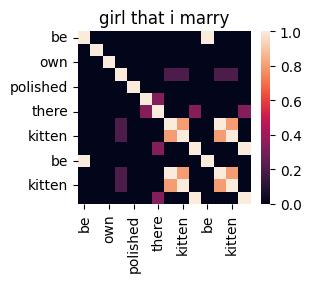 girl that i marry
be
own
polished
there
kitten
be
kitten
1.0
0.8
0.6
0.4
0.2
0.0
be
own
polished
there
kitten
be
kitten